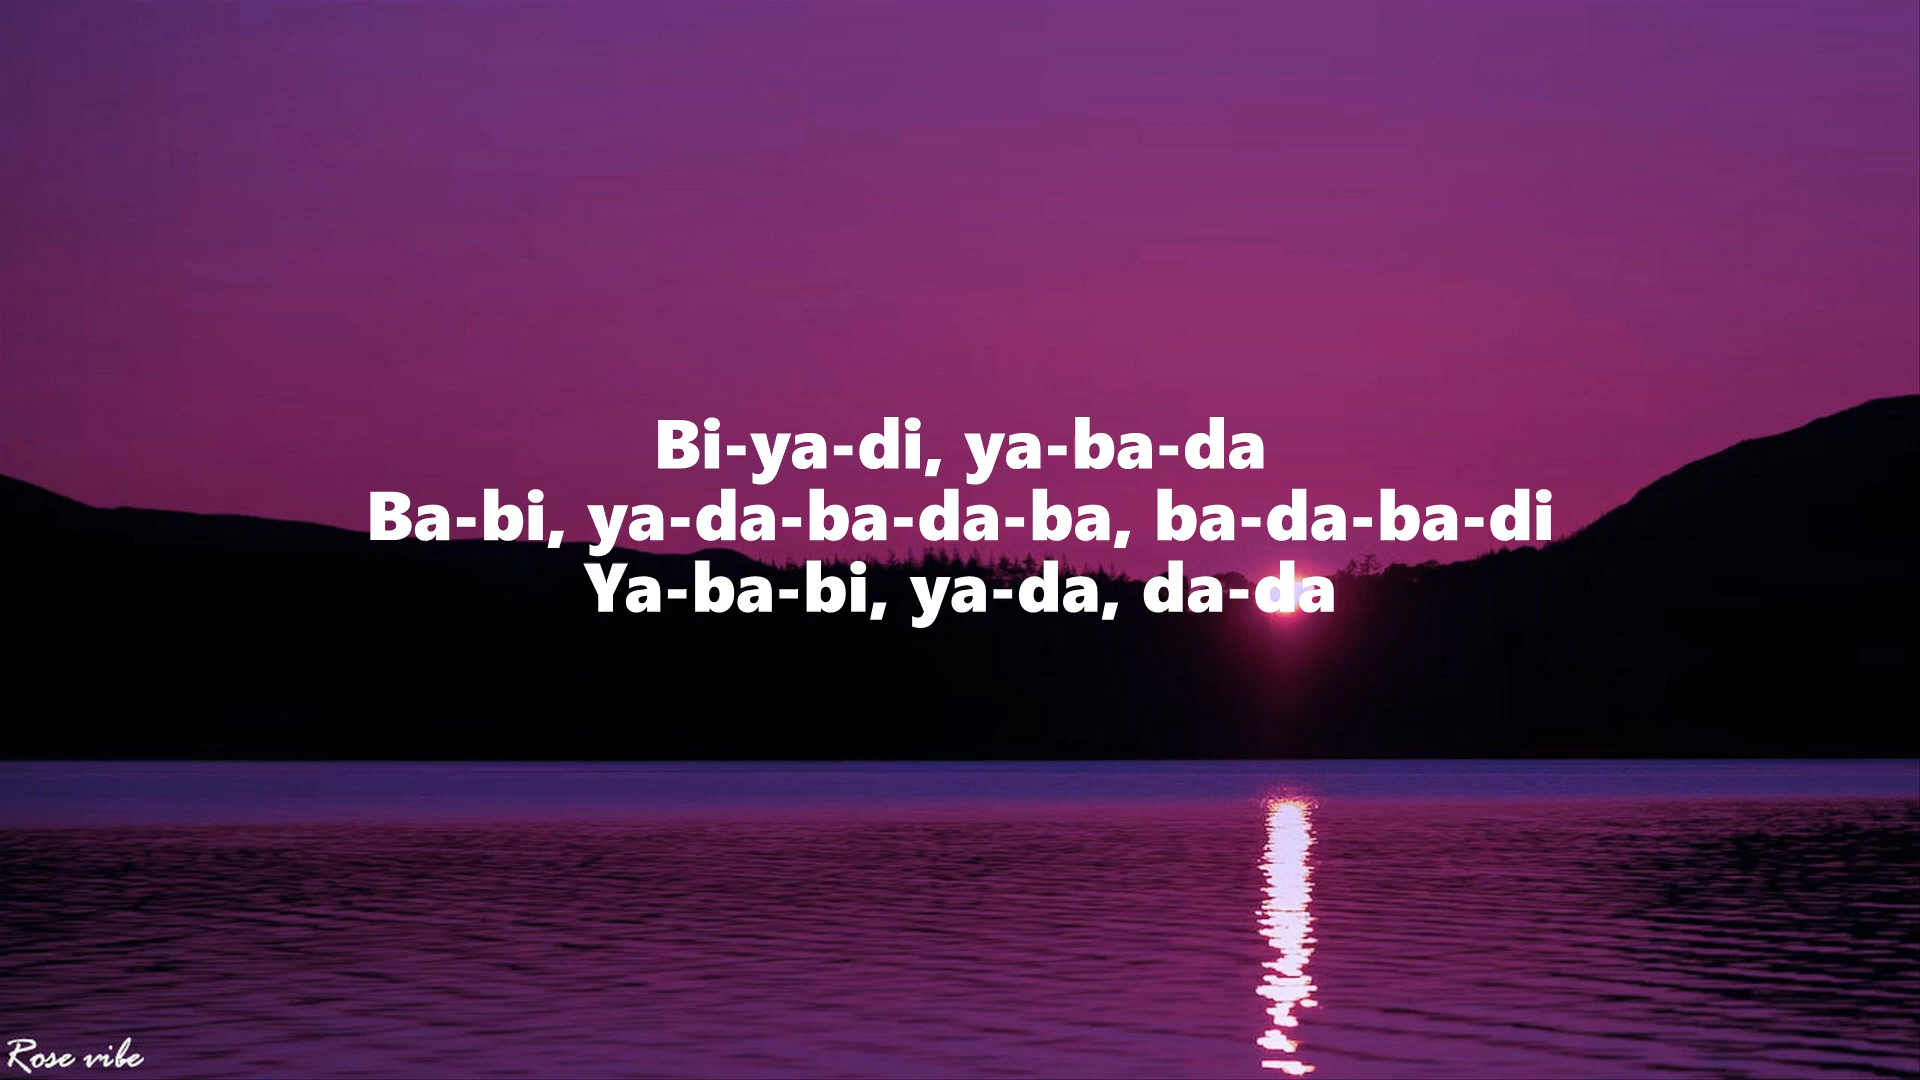 Bi-ya-di, ya-ba-da
Ba-bi, ya-da-ba-da-ba, ba-da-ba-di
Ya-ba-bi, ya-da, da-da
Rose vibe